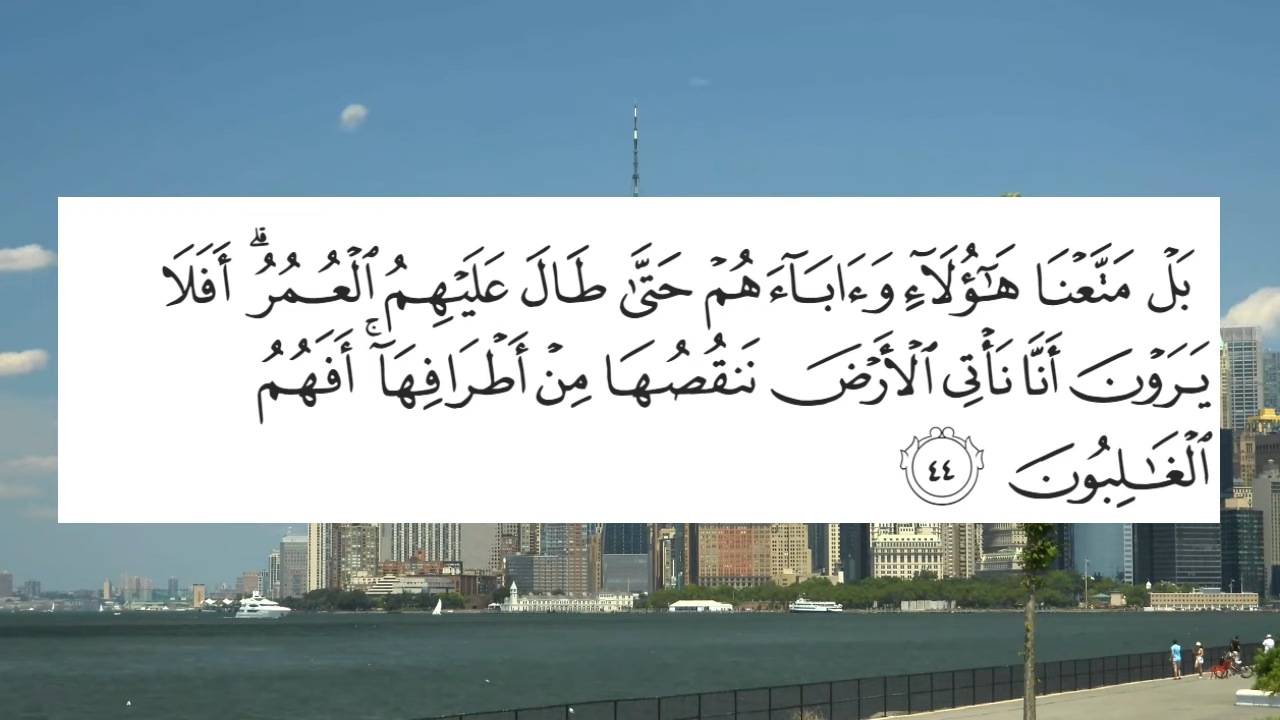 بَلْ مَتَّعْنَا هَٰٓؤُلَآءِ وَءَابَآءَهُمْ حَتَّىٰ طَالَ عَلَيْهِمُ ٱلْعُمُرُ ۗ أَفَلَا
يَرَوْنَ أَنَّا نَأْتِى ٱلْأَرْضَ نَنقُصُهَا مِنْ أَطْرَافِهَآ ۚ أَفَهُمُ
ٱلْغَـٰلِبُونَ ٤٤